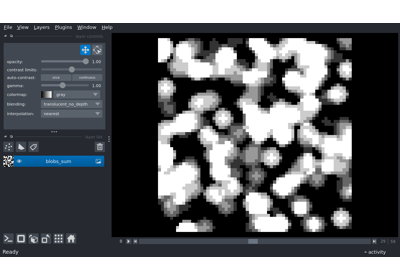 File View Layers Plugins Window Help
opacity: 1.00
contrast limits:
auto-contrast: once continuous
gamma: 1.00
colormap: gray
blending: translucent_no_depth
interpolation: nearest
blobs_sum
Ready
activity